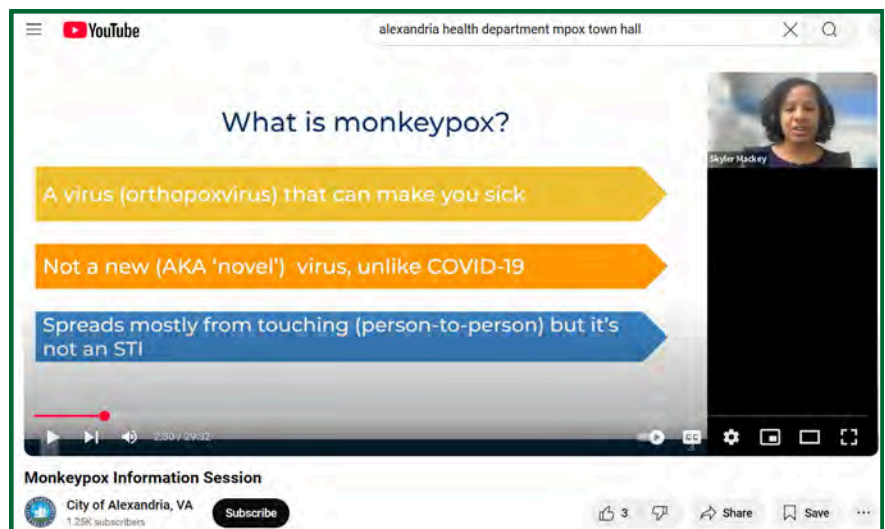 YouTube
alexandria health department mpox town hall
What is monkeypox?
Skyler Mackey
A virus (orthopoxvirus) that can make you sick
Not a new (AKA 'novel') virus, unlike COVID-19
Spreads mostly from touching (person-to-person) but it's
not an STI
2:30 / 29:32
CC
Monkeypox Information Session
City of Alexandria, VA
1.25K subscribers
Subscribe
3
Share
Save